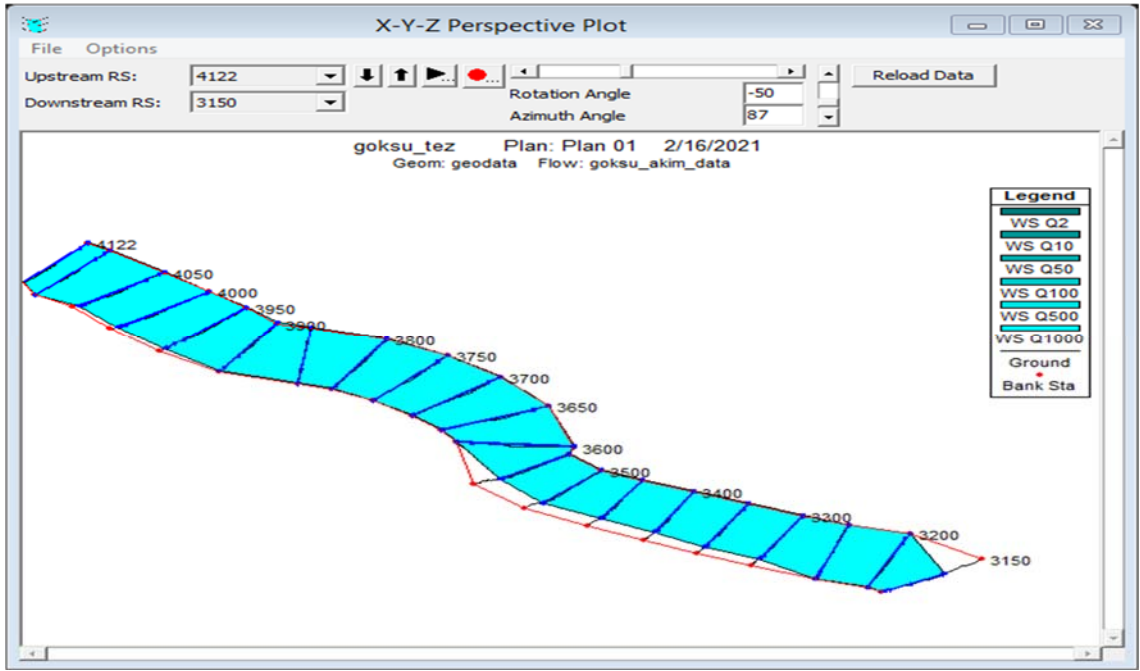 X-Y-Z Perspective Plot
File Options
Upstream RS: 4122
Downstream RS: 3150
Rotation Angle -50
Azimuth Angle 87
Reload Data
goksu_tez Plan: Plan 01 2/16/2021
Geom: geodata Flow: goksu_akim_data
Legend
WS Q2
WS Q10
WS Q50
WS Q100
WS Q500
WS Q1000
Ground
Bank Sta
4122
4050
4000
3950
3900
3800
3750
3700
3650
3600
3500
3400
3300
3200
3150